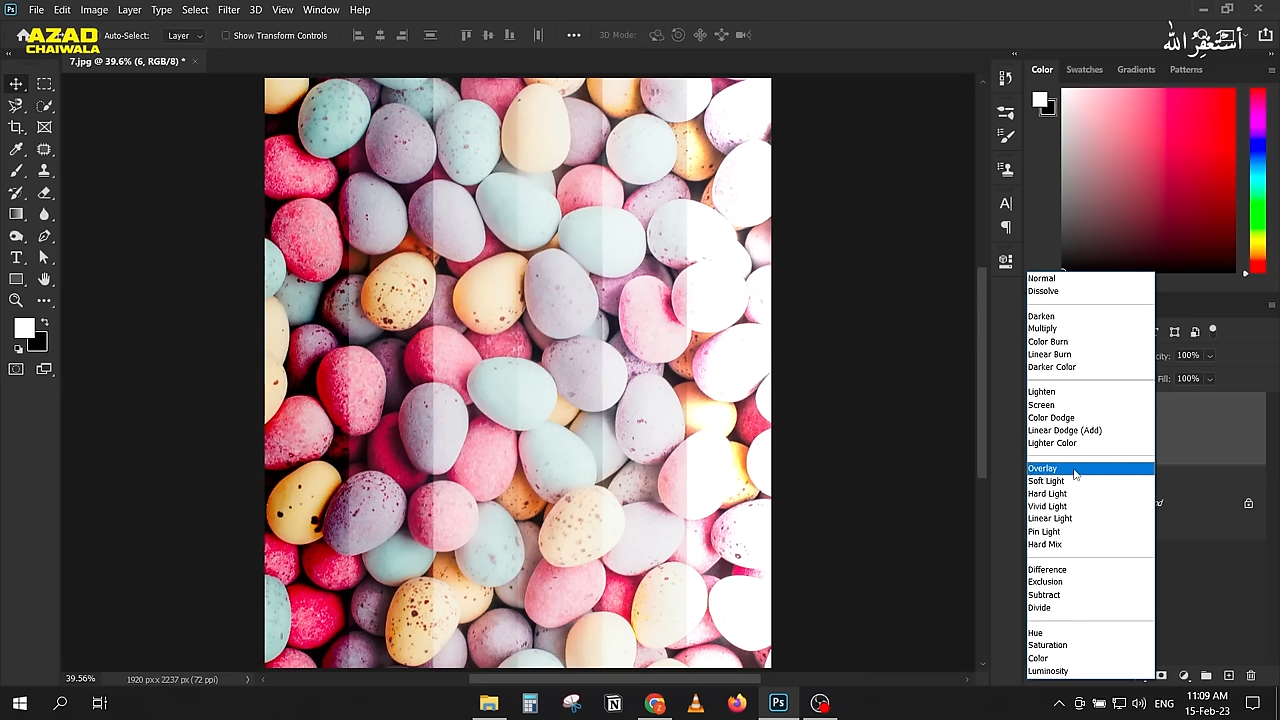 Ps File Edit Image Layer Type Select Filter 3D View Window Help
AZAD
CHAIWALA
Auto-Select: Layer Show Transform Controls ••• 3D Mode:
أستغفر الله
7.jpg @ 39.6% (6, RGB/8) * ×
Color Swatches Gradients Patterns
Normal
Dissolve
Darken
Multiply
Color Burn
Linear Burn
Darker Color
Lighten
Screen
Color Dodge
Linear Dodge (Add)
Lighter Color
Overlay
Soft Light
Hard Light
Vivid Light
Linear Light
Pin Light
Hard Mix
Difference
Exclusion
Subtract
Divide
Hue
Saturation
Color
Luminosity
100%
Fill: 100%
39.56% 1920 px x 2237 px (72 ppi)
Ps ENG 11:09 AM
15-Feb-23